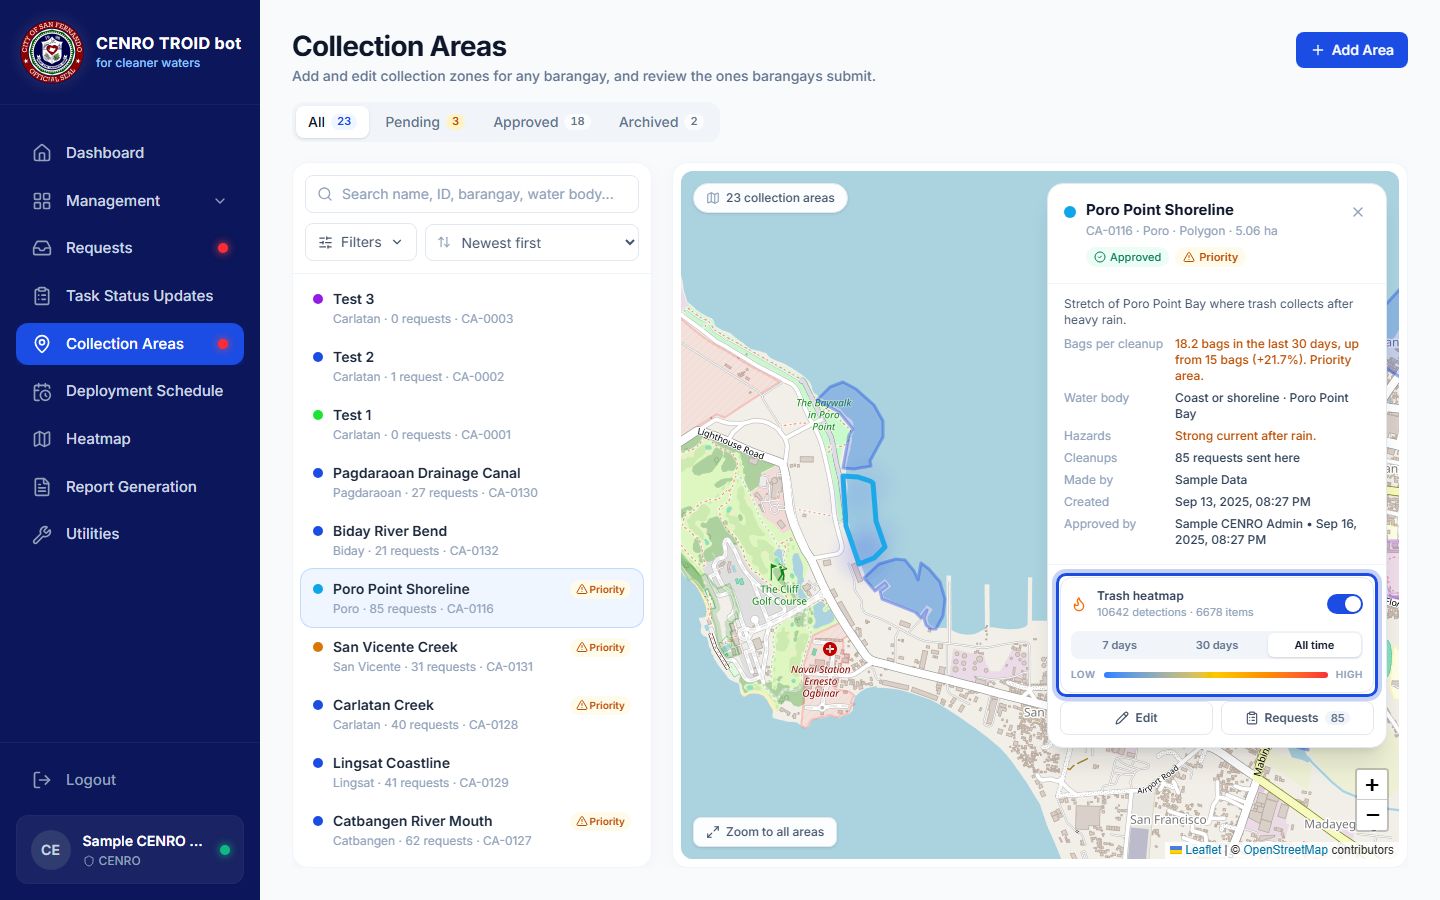 CITY OF SAN FERNANDO
OFFICIAL SEAL
CENRO TROID bot
for cleaner waters
Dashboard
Management
Requests
Task Status Updates
Collection Areas
Deployment Schedule
Heatmap
Report Generation
Utilities
Logout
CE
Sample CENRO ...
CENRO
Collection Areas
Add and edit collection zones for any barangay, and review the ones barangays submit.
+ Add Area
All 23
Pending 3
Approved 18
Archived 2
Search name, ID, barangay, water body...
Filters
Newest first
Test 3
Carlatan · 0 requests · CA-0003
Test 2
Carlatan · 1 request · CA-0002
Test 1
Carlatan · 0 requests · CA-0001
Pagdaraoan Drainage Canal
Pagdaraoan · 27 requests · CA-0130
Biday River Bend
Biday · 21 requests · CA-0132
Poro Point Shoreline
Priority
Poro · 85 requests · CA-0116
San Vicente Creek
Priority
San Vicente · 31 requests · CA-0131
Carlatan Creek
Priority
Carlatan · 40 requests · CA-0128
Lingsat Coastline
Lingsat · 41 requests · CA-0129
Catbangen River Mouth
Priority
Catbangen · 62 requests · CA-0127
23 collection areas
The Baywalk
in Poro
Point
Lighthouse Road
The Cliff
Golf Course
Naval Station
Ernesto
Ogbinar
San
Airport Road
San Francisco
Madayeg
Zoom to all areas
+
−
Leaflet | © OpenStreetMap contributors
Poro Point Shoreline
CA-0116 · Poro · Polygon · 5.06 ha
Approved
Priority
Stretch of Poro Point Bay where trash collects after
heavy rain.
Bags per cleanup
18.2 bags in the last 30 days, up
from 15 bags (+21.7%). Priority
area.
Water body
Coast or shoreline · Poro Point
Bay
Hazards
Strong current after rain.
Cleanups
85 requests sent here
Made by
Sample Data
Created
Sep 13, 2025, 08:27 PM
Approved by
Sample CENRO Admin • Sep 16,
2025, 08:27 PM
Trash heatmap
10642 detections · 6678 items
7 days
30 days
All time
LOW
HIGH
Edit
Requests 85